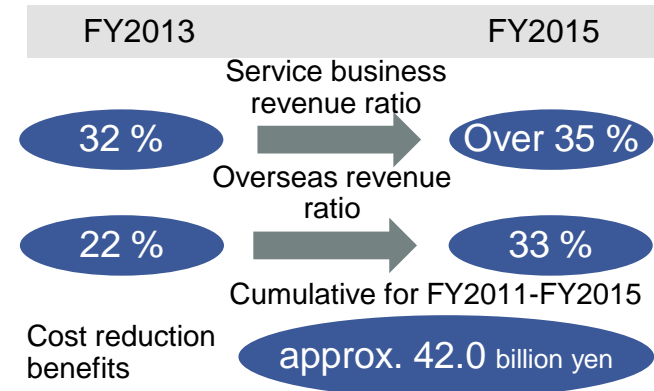 FY2013 FY2015
Service business
revenue ratio
32 % Over 35 %
Overseas revenue
ratio
22 % 33 %
Cumulative for FY2011-FY2015
Cost reduction
benefits
approx. 42.0 billion yen